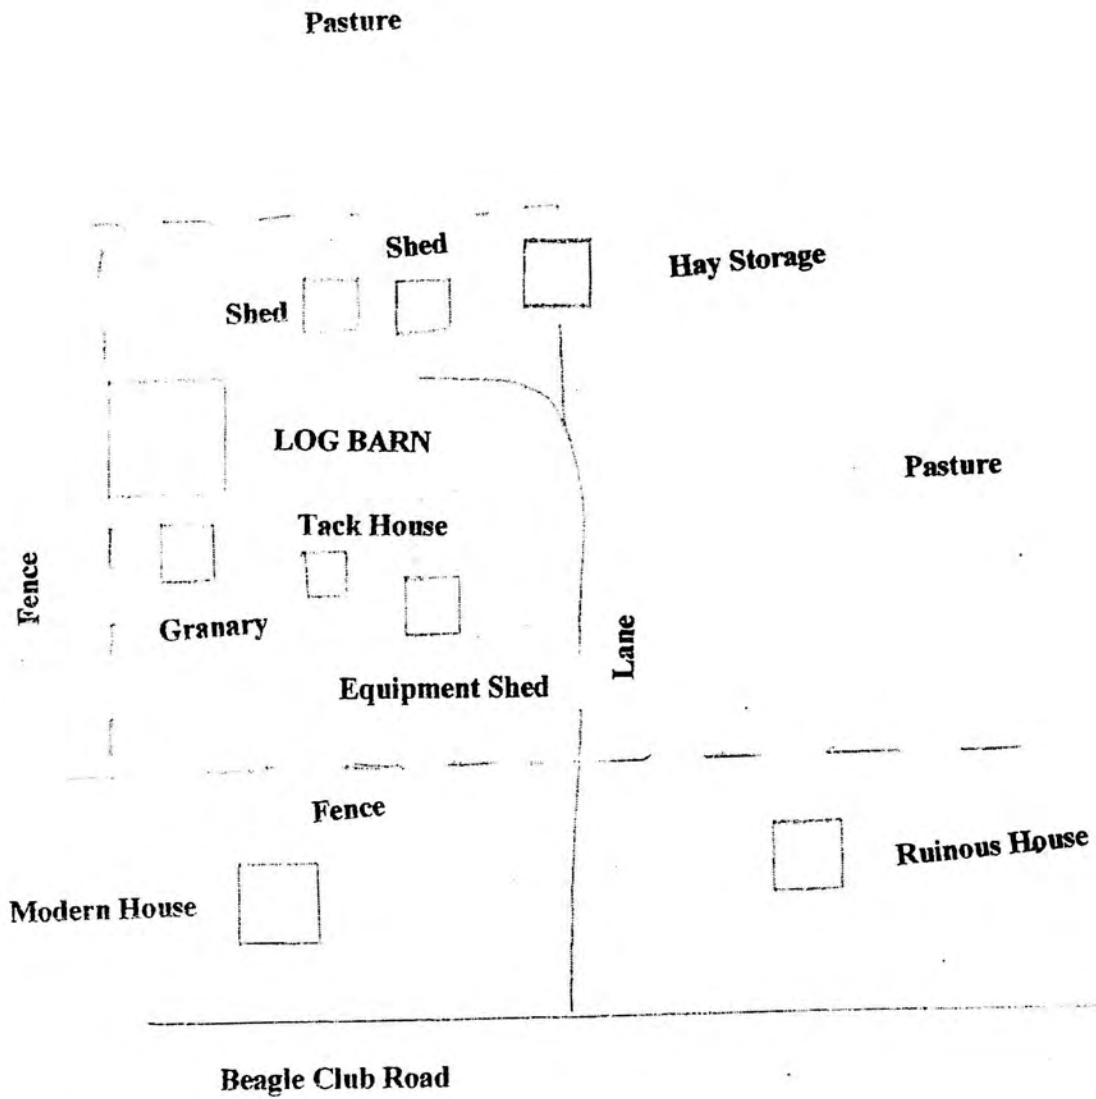 Pasture
Shed
Hay Storage
Shed
LOG BARN
Pasture
Tack House
Fence
Granary
Lane
Equipment Shed
Fence
Ruinous House
Modern House
Beagle Club Road